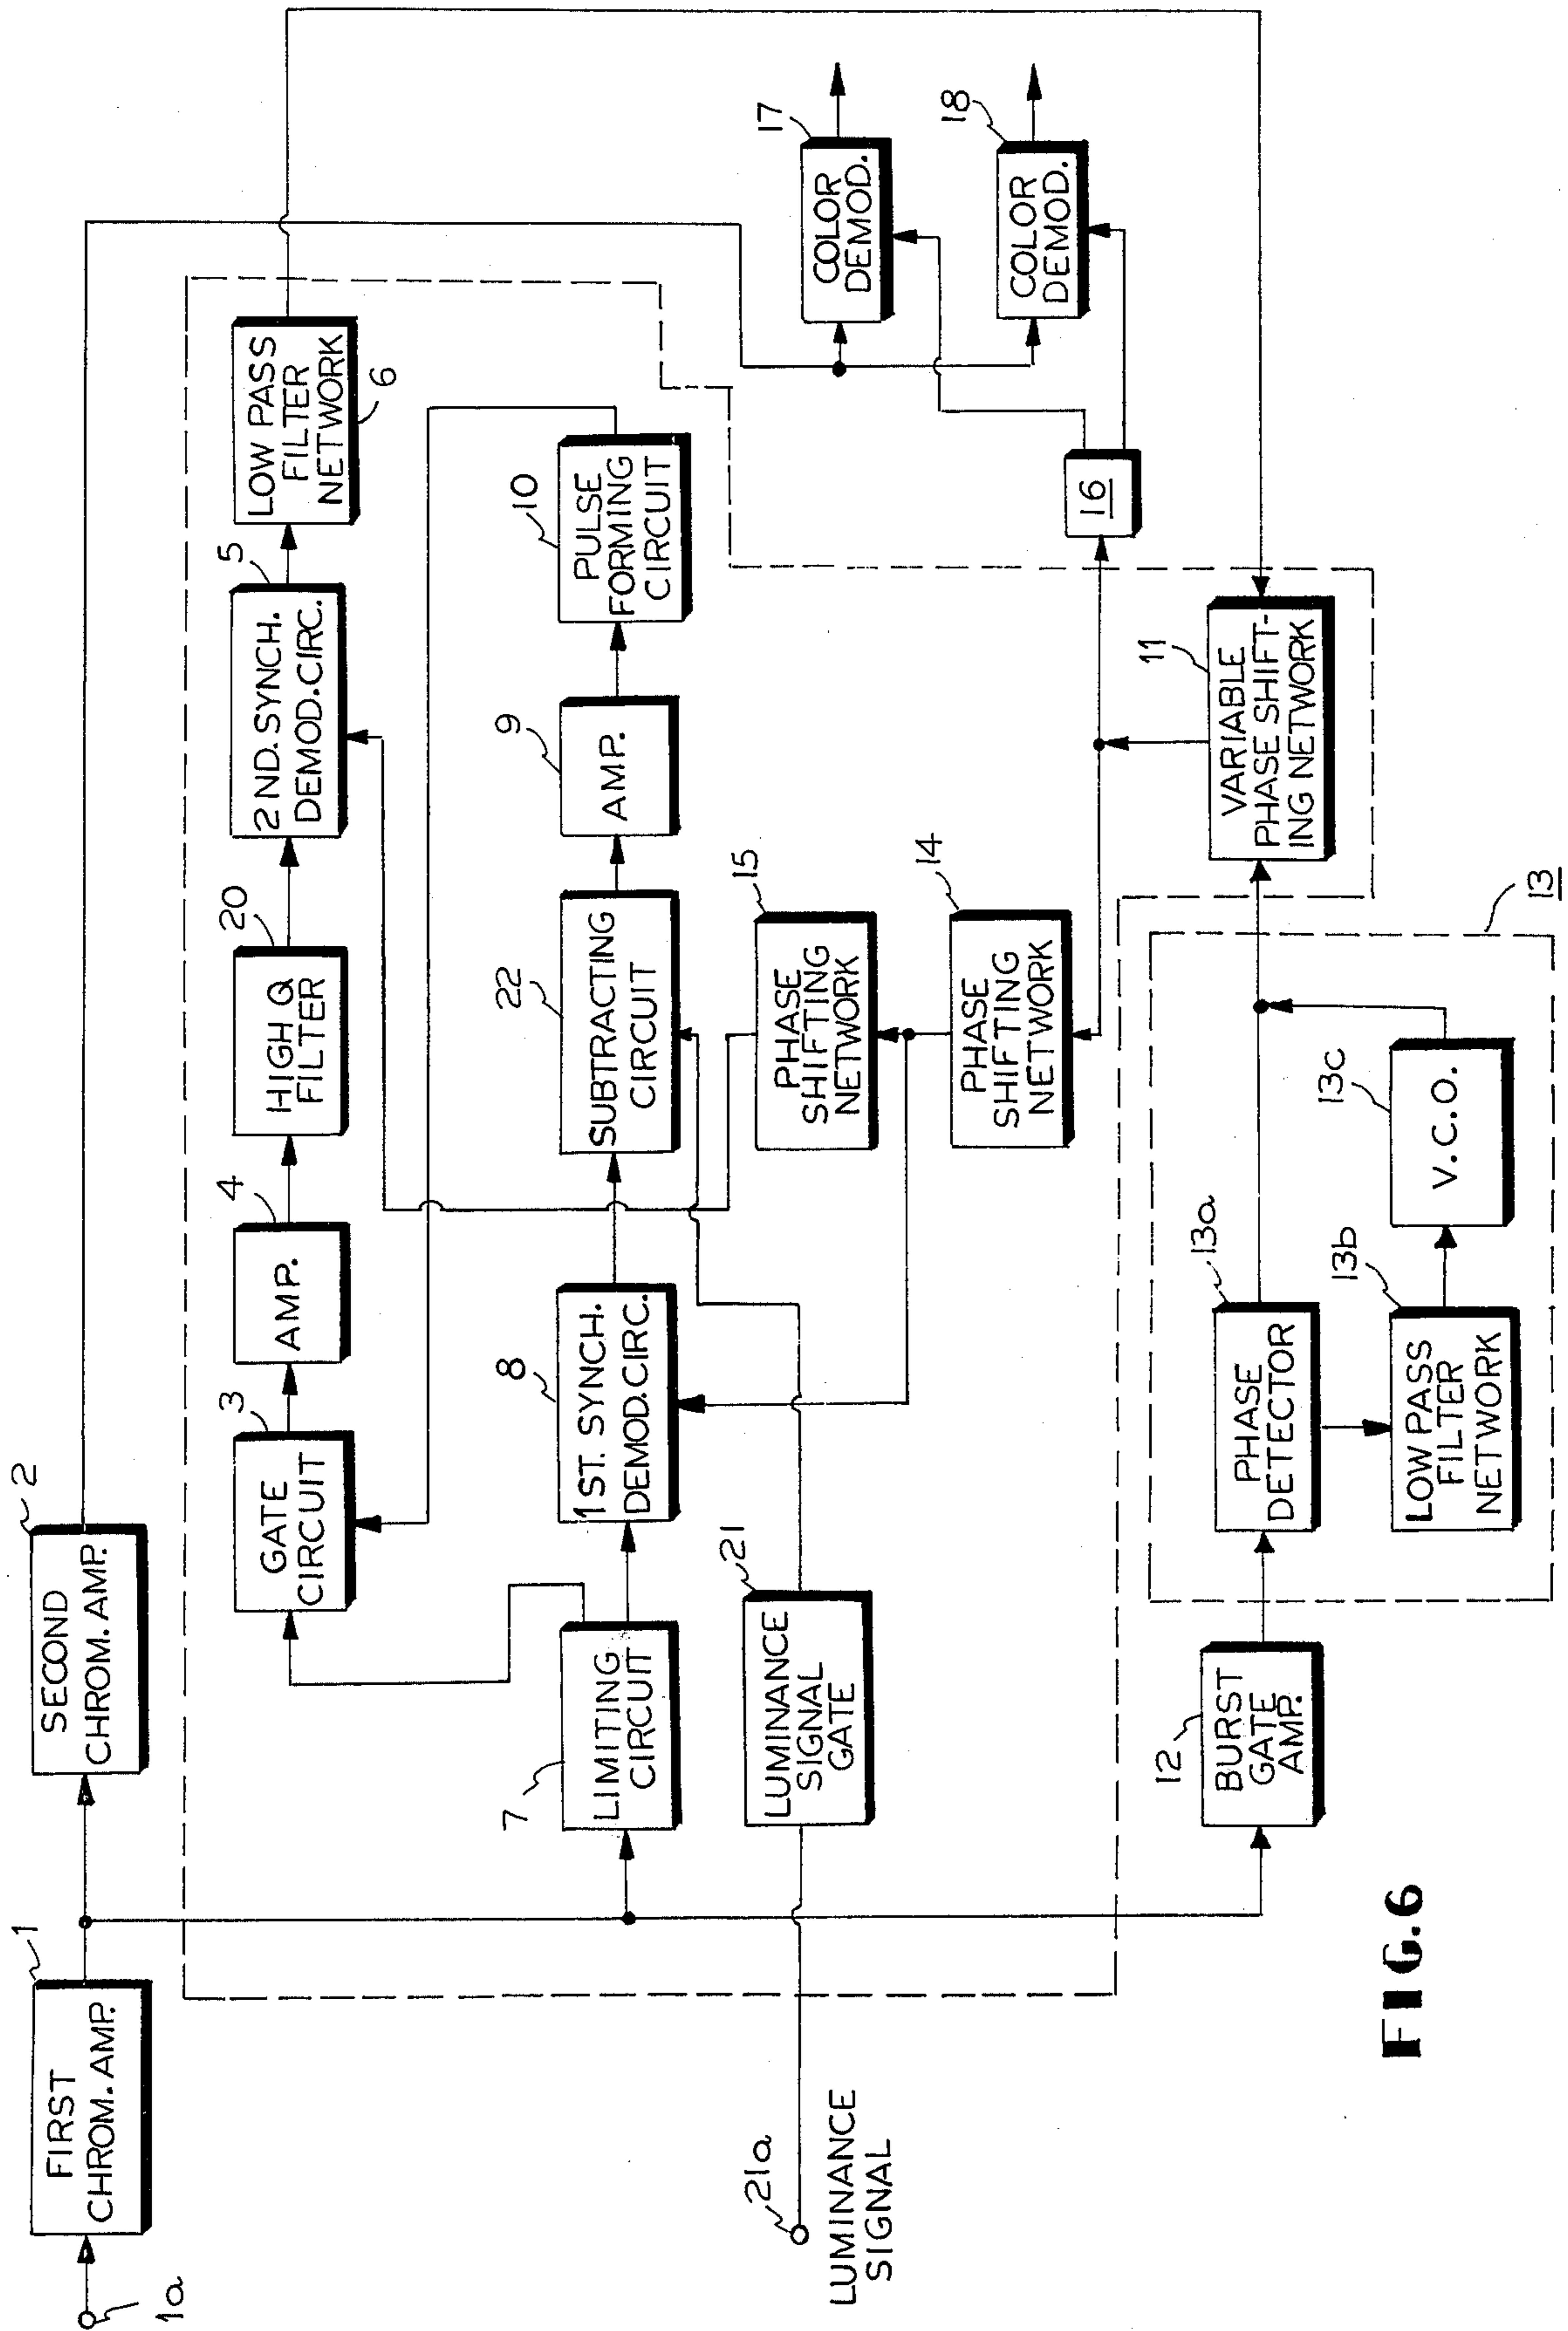 1a
1
FIRST
CHROM. AMP.
2
SECOND
CHROM. AMP.
3
GATE
CIRCUIT
4
AMP.
20
HIGH Q
FILTER
5
2ND. SYNCH.
DEMOD. CIRC.
LOW PASS
FILTER
NETWORK
6
7
LIMITING
CIRCUIT
8
1ST. SYNCH.
DEMOD. CIRC.
22
SUBTRACTING
CIRCUIT
9
AMP.
10
PULSE
FORMING
CIRCUIT
21a
LUMINANCE
SIGNAL
21
LUMINANCE
SIGNAL
GATE
15
PHASE
SHIFTING
NETWORK
14
PHASE
SHIFTING
NETWORK
17
COLOR
DEMOD.
18
COLOR
DEMOD.
16
11
VARIABLE
PHASE SHIFT-
ING NETWORK
12
BURST
GATE
AMP.
13a
PHASE
DETECTOR
13b
LOW PASS
FILTER
NETWORK
13c
V.C.O.
13
FIG.6